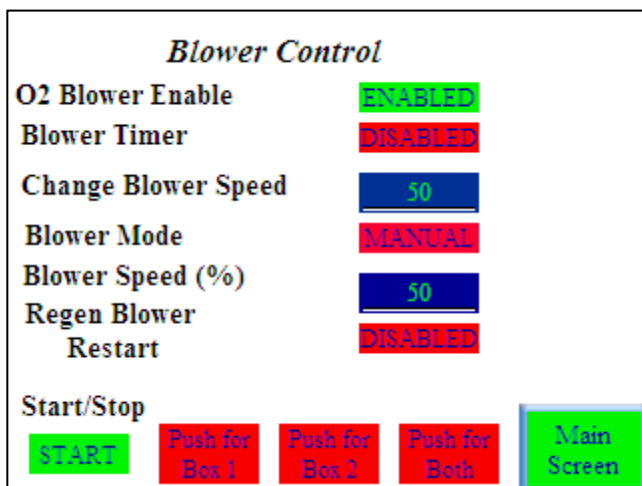 Blower Control
O2 Blower Enable ENABLED
Blower Timer DISABLED
Change Blower Speed 50
Blower Mode MANUAL
Blower Speed (%) 50
Regen Blower
Restart DISABLED
Start/Stop
START Push for Box 1 Push for Box 2 Push for Both Main Screen